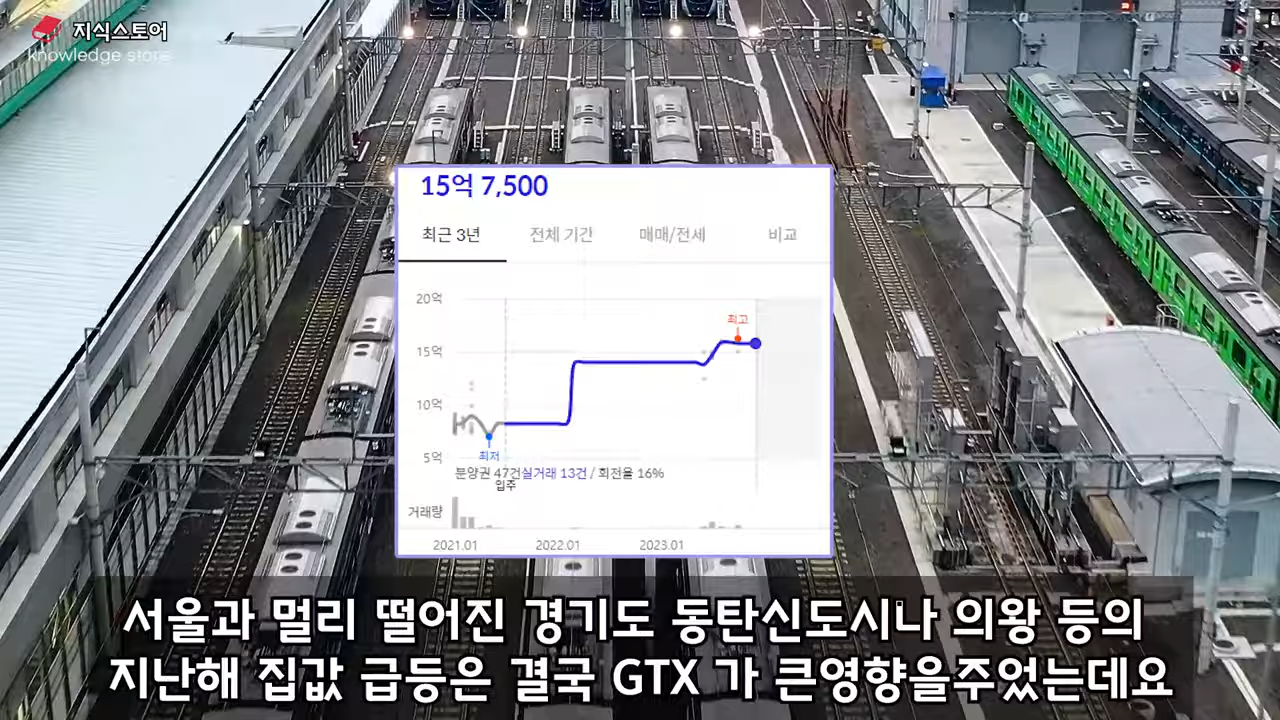 지식스토어
knowledge store
15억 7,500
최근 3년 전체 기간 매매/전세 비교
20억
최고
15억
10억
5억
최저
분양권 47건실거래 13건 / 회전율 16%
입주
거래량
2021.01 2022.01 2023.01
서울과 멀리 떨어진 경기도 동탄신도시나 의왕 등의
지난해 집값 급등은 결국 GTX 가 큰영향을주었는데요